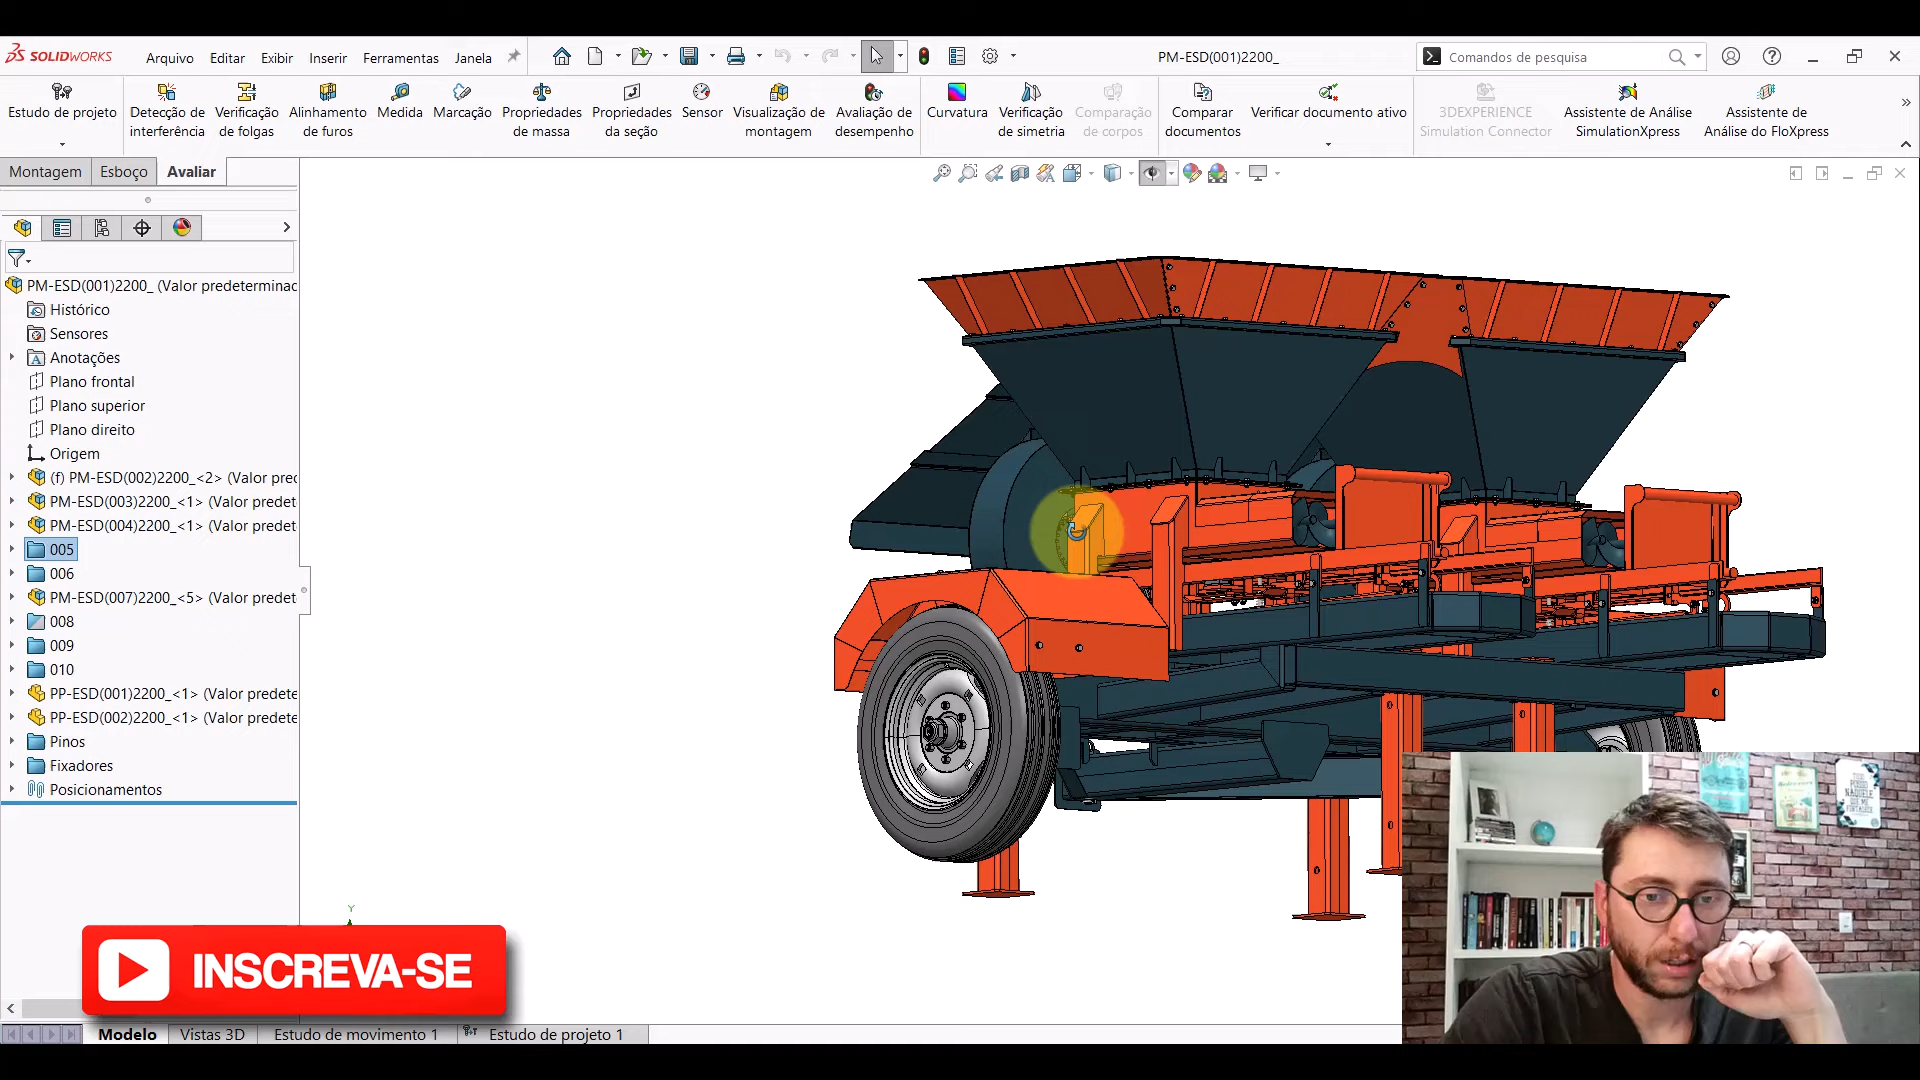 SOLIDWORKS
Arquivo Editar Exibir Inserir Ferramentas Janela
PM-ESD(001)2200_
Comandos de pesquisa
Estudo de projeto
Detecção de interferência
Verificação de folgas
Alinhamento de furos
Medida
Marcação
Propriedades de massa
Propriedades da seção
Sensor
Visualização de montagem
Avaliação de desempenho
Curvatura
Verificação de simetria
Comparação de corpos
Comparar documentos
Verificar documento ativo
3DEXPERIENCE Simulation Connector
Assistente de Análise SimulationXpress
Assistente de Análise do FloXpress
Montagem Esboço Avaliar
PM-ESD(001)2200_ (Valor predeterminac
Histórico
Sensores
Anotações
Plano frontal
Plano superior
Plano direito
Origem
(f) PM-ESD(002)2200_<2> (Valor pred
PM-ESD(003)2200_<1> (Valor predet
PM-ESD(004)2200_<1> (Valor predet
005
006
PM-ESD(007)2200_<5> (Valor predet
008
009
010
PP-ESD(001)2200_<1> (Valor predete
PP-ESD(002)2200_<1> (Valor predete
Pinos
Fixadores
Posicionamentos
Y
INSCREVA-SE
Modelo Vistas 3D Estudo de movimento 1 Estudo de projeto 1